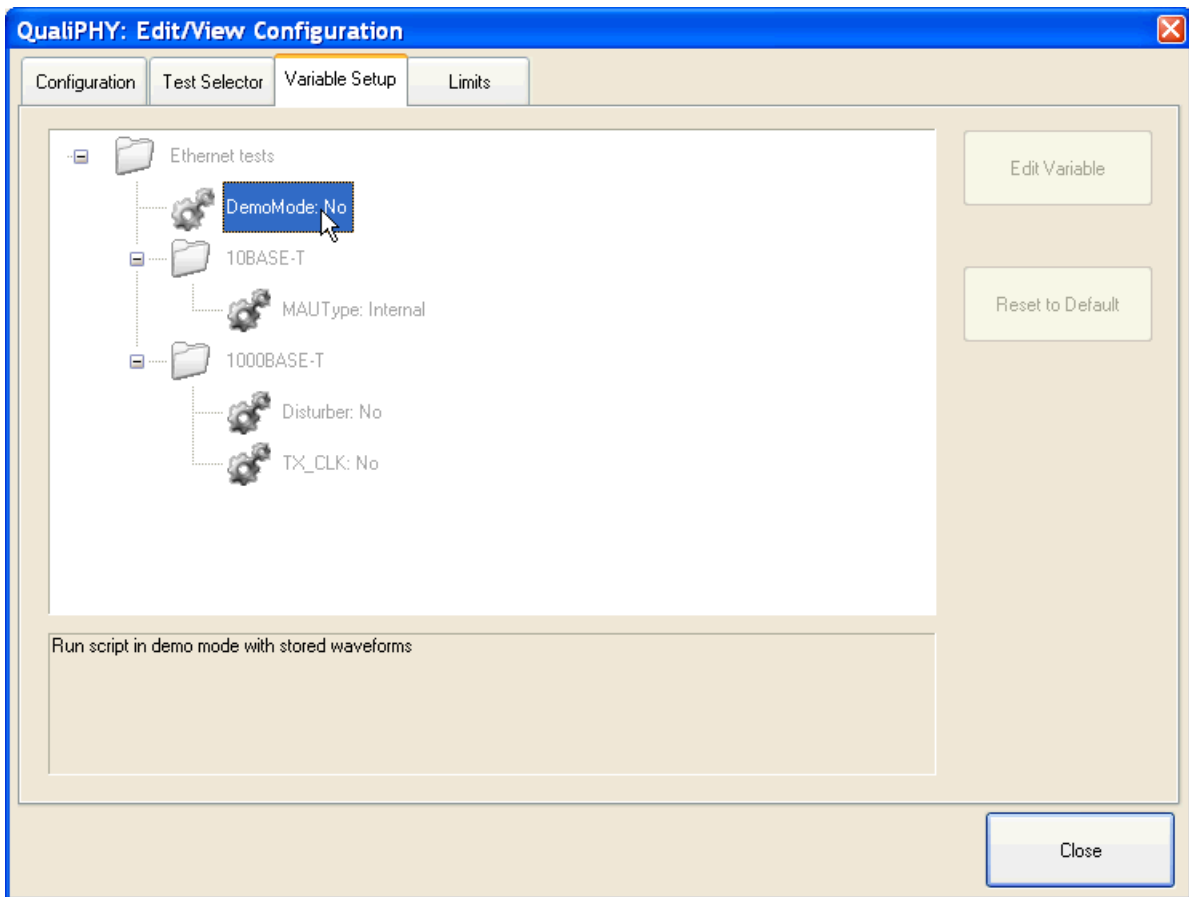 QualiPHY: Edit/View Configuration
Configuration
Test Selector
Variable Setup
Limits
Ethernet tests
DemoMode: No
10BASE-T
MAUType: Internal
1000BASE-T
Disturber: No
TX_CLK: No
Edit Variable
Reset to Default
Run script in demo mode with stored waveforms
Close